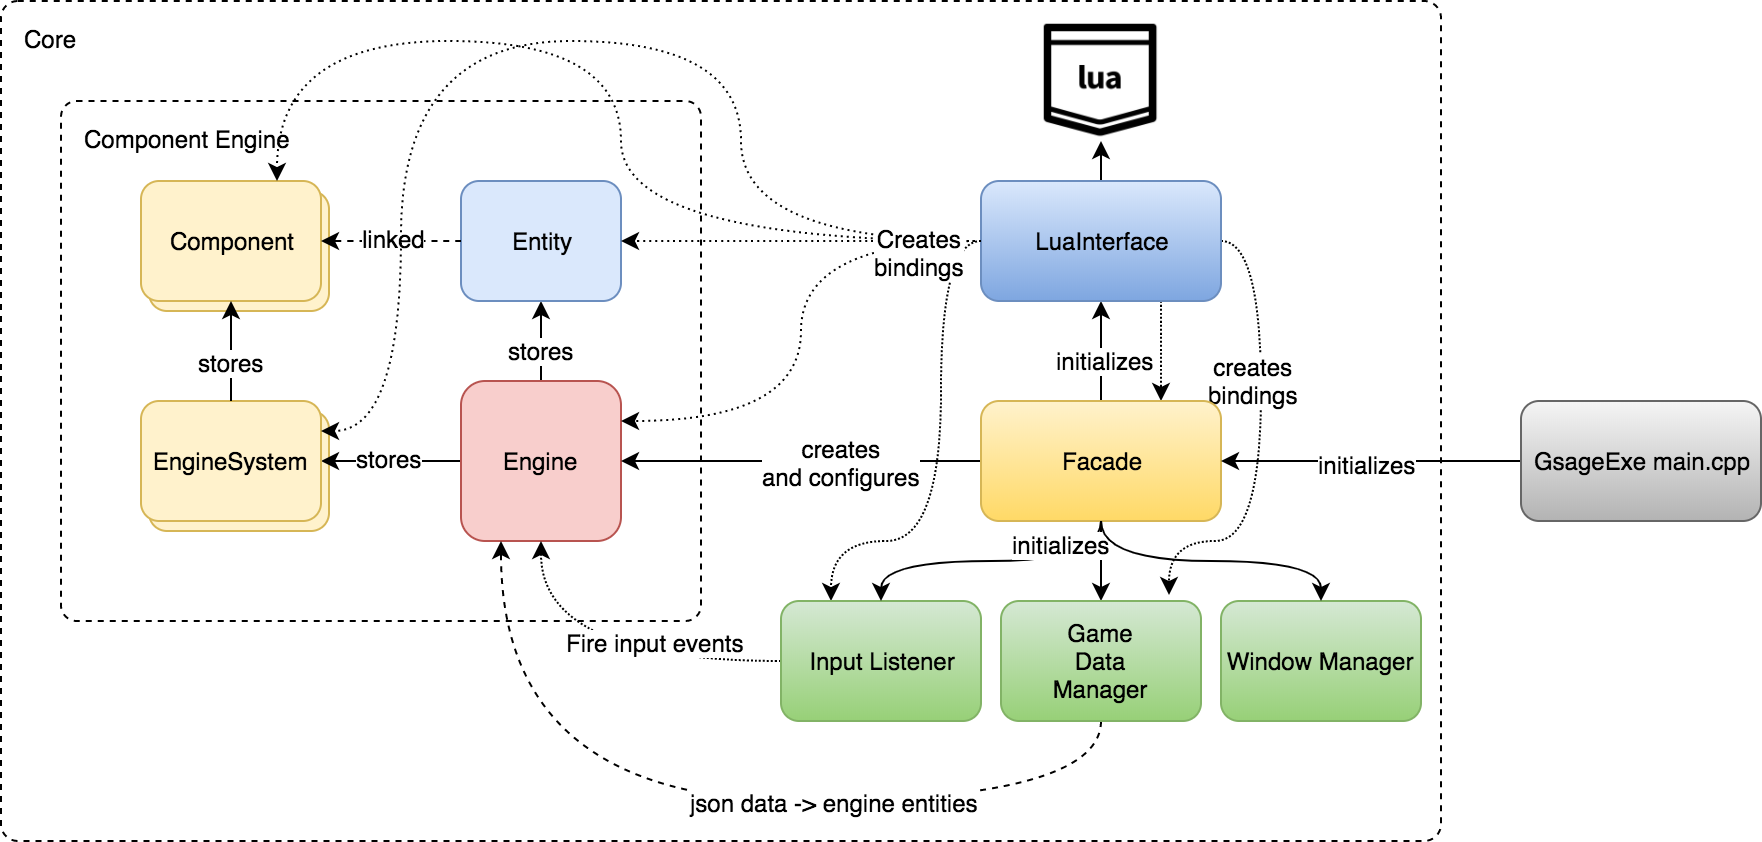 Core
lua
Component Engine
Component
linked
Entity
Creates
bindings
LuaInterface
stores
stores
initializes
creates
bindings
EngineSystem
stores
Engine
creates
and configures
Facade
initializes
GsageExe main.cpp
initializes
Fire input events
Input Listener
Game
Data
Manager
Window Manager
json data -> engine entities